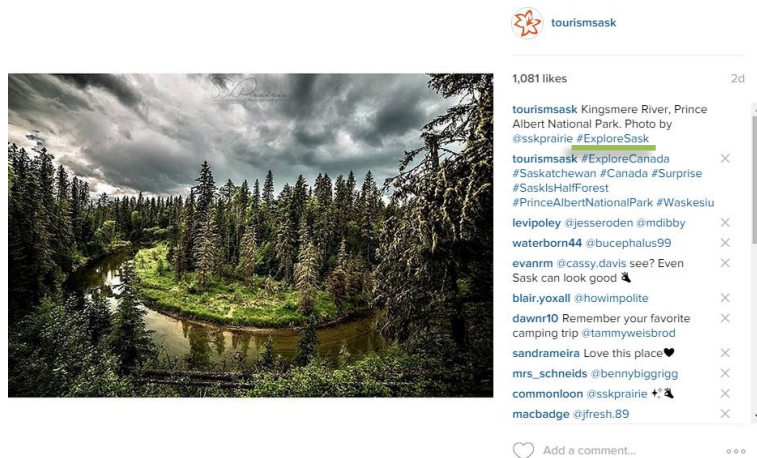 tourismsask
1,081 likes 2d
tourismsask Kingsmere River, Prince
Albert National Park. Photo by
@sskprairie #ExploreSask
tourismsask #ExploreCanada
#Saskatchewan #Canada #Surprise
#SaskIsHalfForest
#PrinceAlbertNationalPark #Waskesiu
levipoley @jesseroden @mdibby
waterborn44 @bucephalus99
evanrm @cassy.davis see? Even
Sask can look good
blair.yoxall @howimpolite
dawnr10 Remember your favorite
camping trip @tammyweisbrod
sandrameira Love this place🖤
mrs_schneids @bennybiggrigg
commonloon @sskprairie
macbadge @jfresh.89
Add a comment...